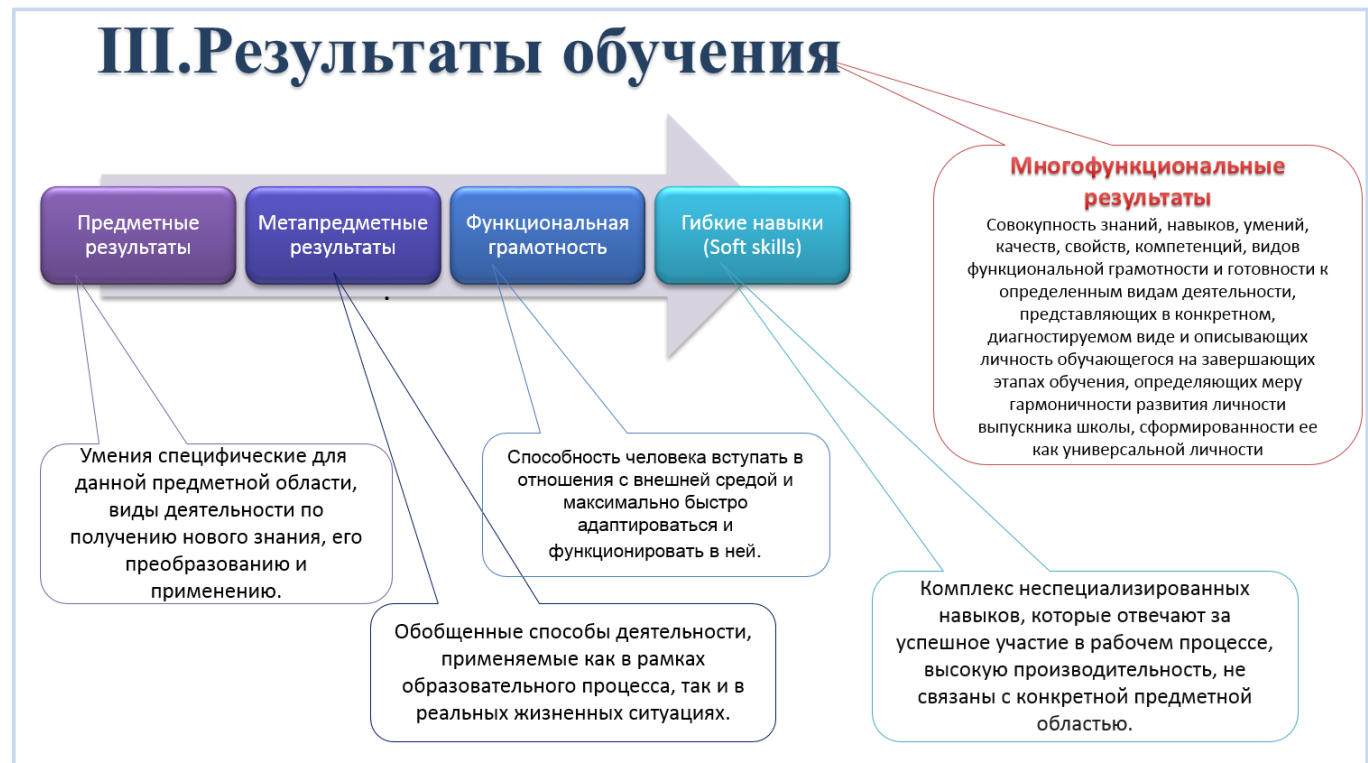 III.Результаты обучения
Предметные
результаты
Метапредметные
результаты
Функциональная
грамотность
Гибкие навыки
(Soft skills)
Многофункциональные
результаты
Совокупность знаний, навыков, умений,
качеств, свойств, компетенций, видов
функциональной грамотности и готовности к
определенным видам деятельности,
представляющих в конкретном,
диагностируемом виде и описывающих
личность обучающегося на завершающих
этапах обучения, определяющих меру
гармоничности развития личности
выпускника школы, сформированности ее
как универсальной личности
.
Умения специфические для
данной предметной области,
виды деятельности по
получению нового знания, его
преобразованию и
применению.
Способность человека вступать в
отношения с внешней средой и
максимально быстро
адаптироваться и
функционировать в ней.
Обобщенные способы деятельности,
применяемые как в рамках
образовательного процесса, так и в
реальных жизненных ситуациях.
Комплекс неспециализированных
навыков, которые отвечают за
успешное участие в рабочем процессе,
высокую производительность, не
связаны с конкретной предметной
областью.